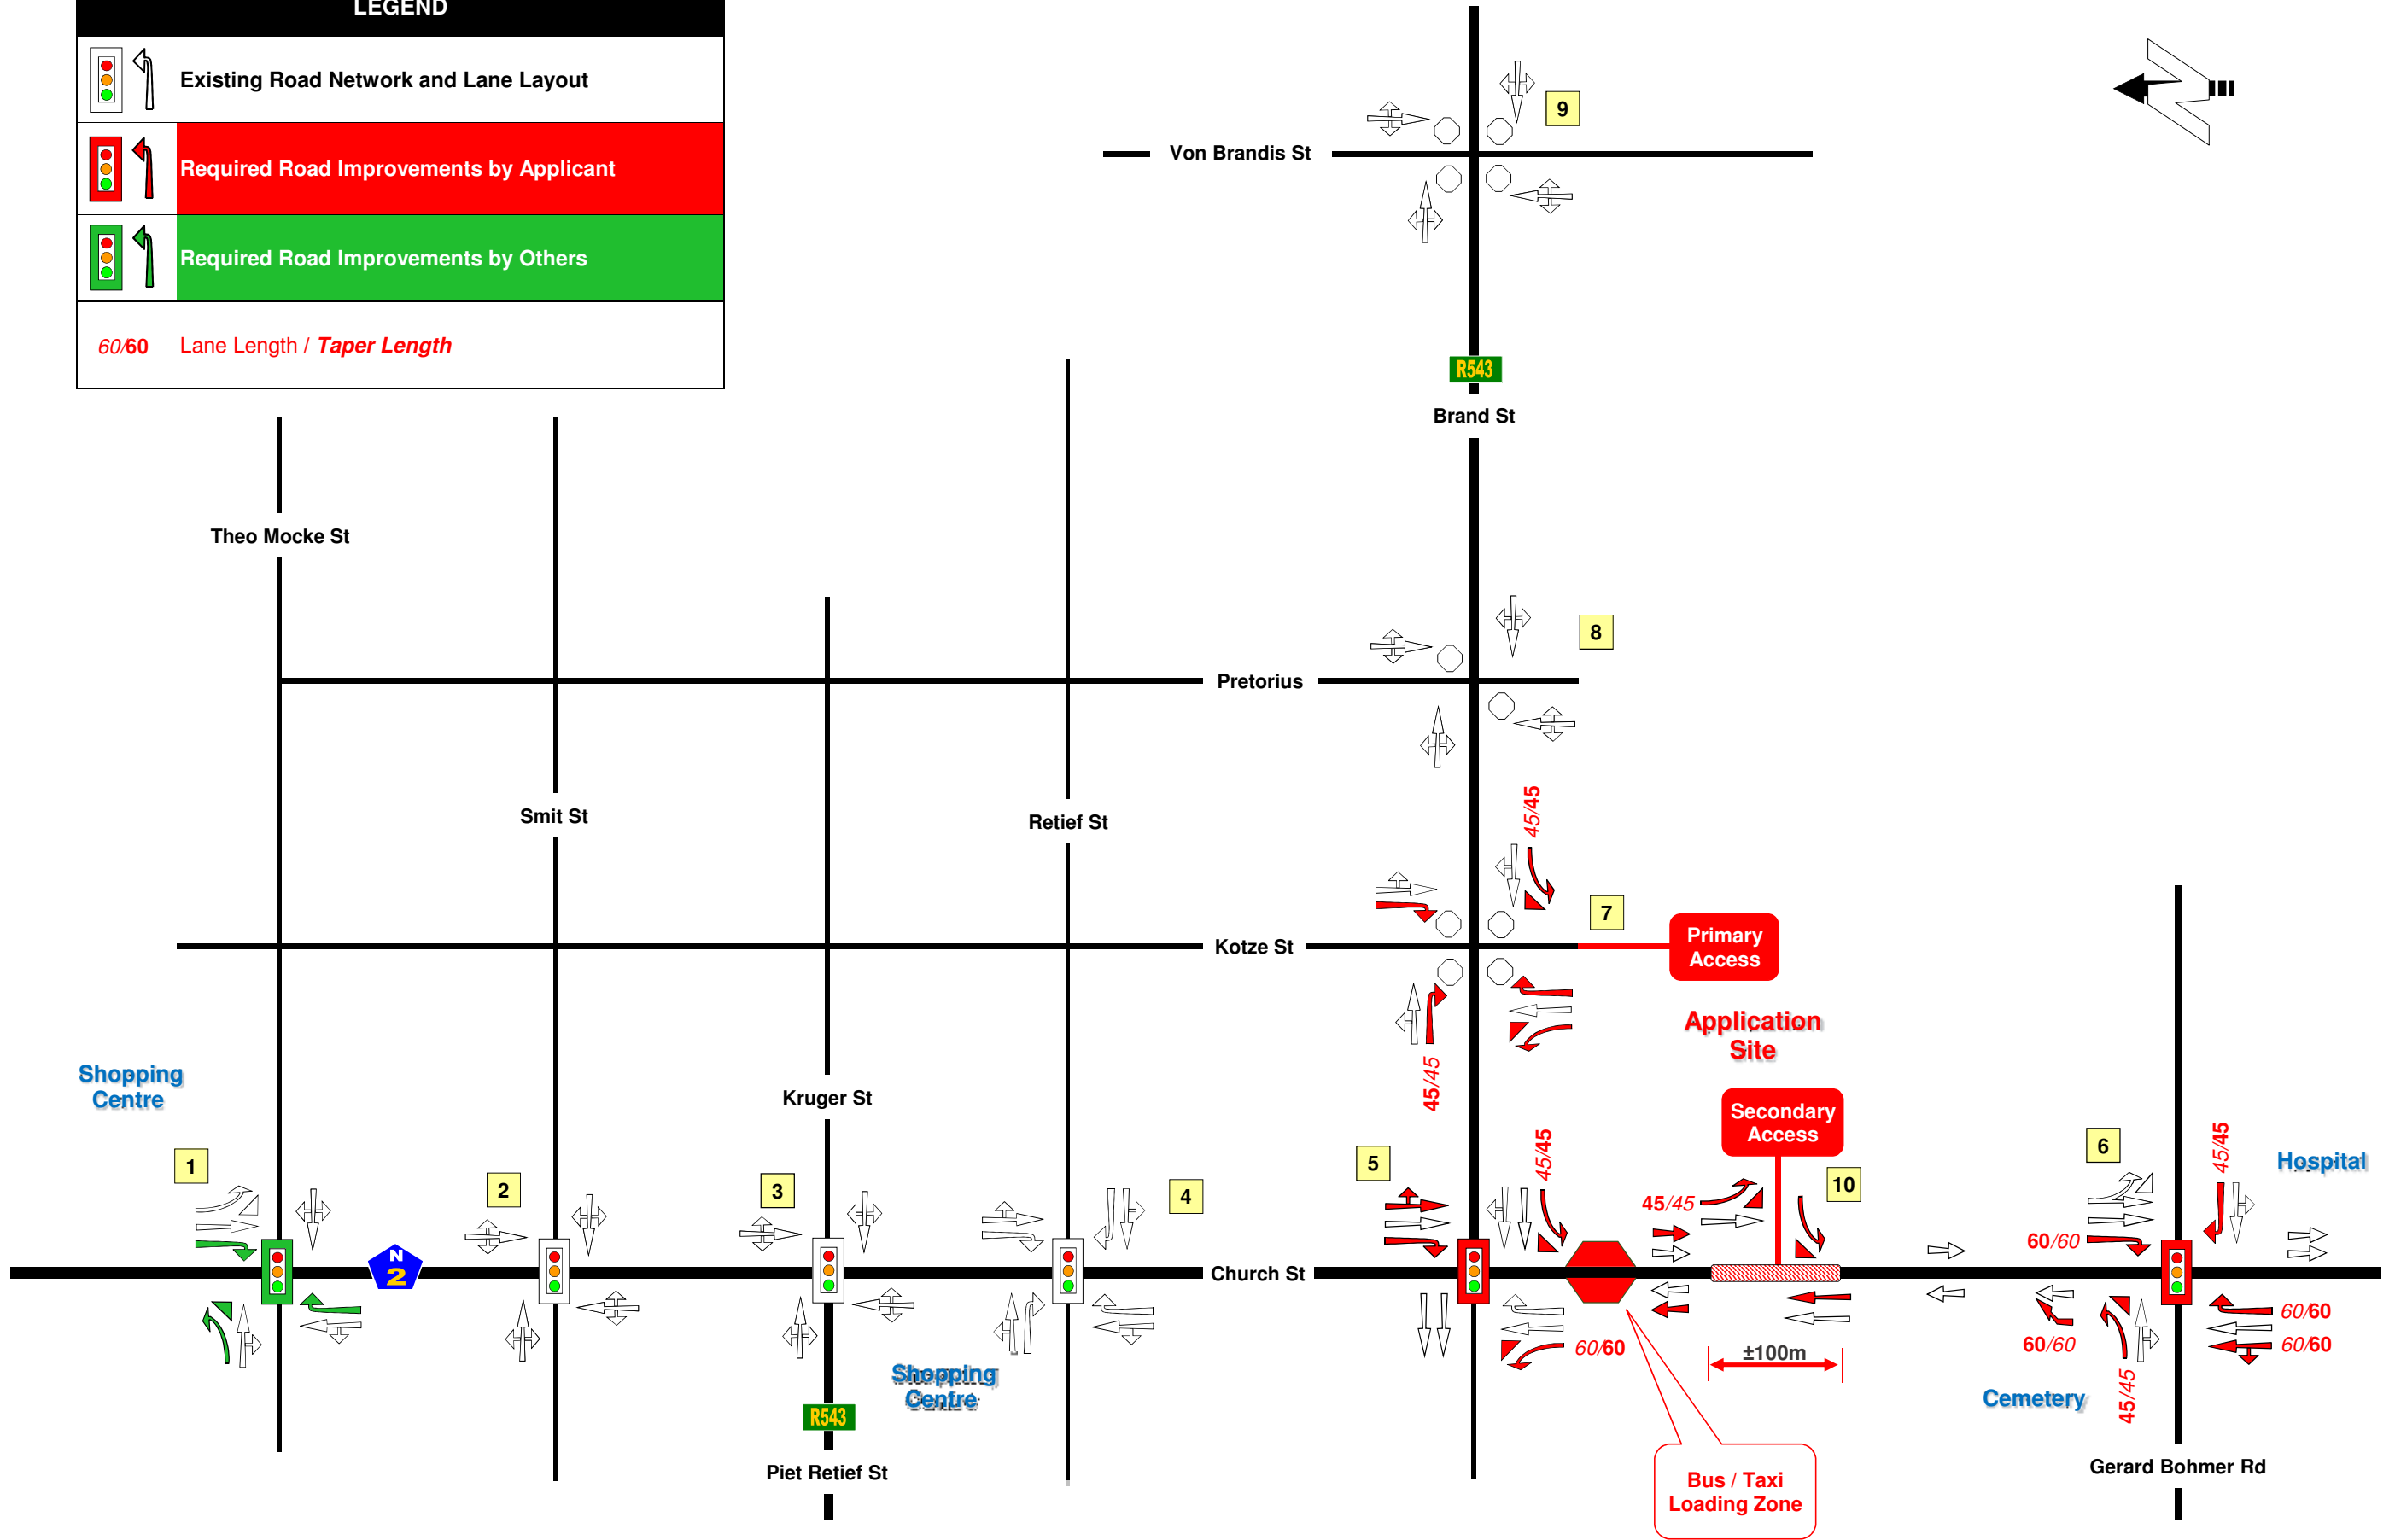 LEGEND
Existing Road Network and Lane Layout
Required Road Improvements by Applicant
Required Road Improvements by Others
60/60 Lane Length / Taper Length
9
Von Brandis St
R543
Brand St
Theo Mocke St
8
Pretorius
Smit St
Retief St
45/45
7
Kotze St
Primary
Access
Application
Site
45/45
Shopping
Centre
Kruger St
Secondary
Access
1
2
3
4
5
45/45
45/45
10
6
45/45
Hospital
N
2
Church St
60/60
60/60
±100m
60/60
60/60
60/60
45/45
Shopping
Centre
Cemetery
R543
Piet Retief St
Bus / Taxi
Loading Zone
Gerard Bohmer Rd